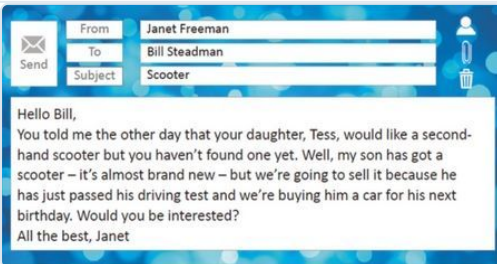 From Janet Freeman
Send To Bill Steadman
Subject Scooter
Hello Bill,
You told me the other day that your daughter, Tess, would like a second-
hand scooter but you haven't found one yet. Well, my son has got a
scooter – it's almost brand new – but we're going to sell it because he
has just passed his driving test and we're buying him a car for his next
birthday. Would you be interested?
All the best, Janet